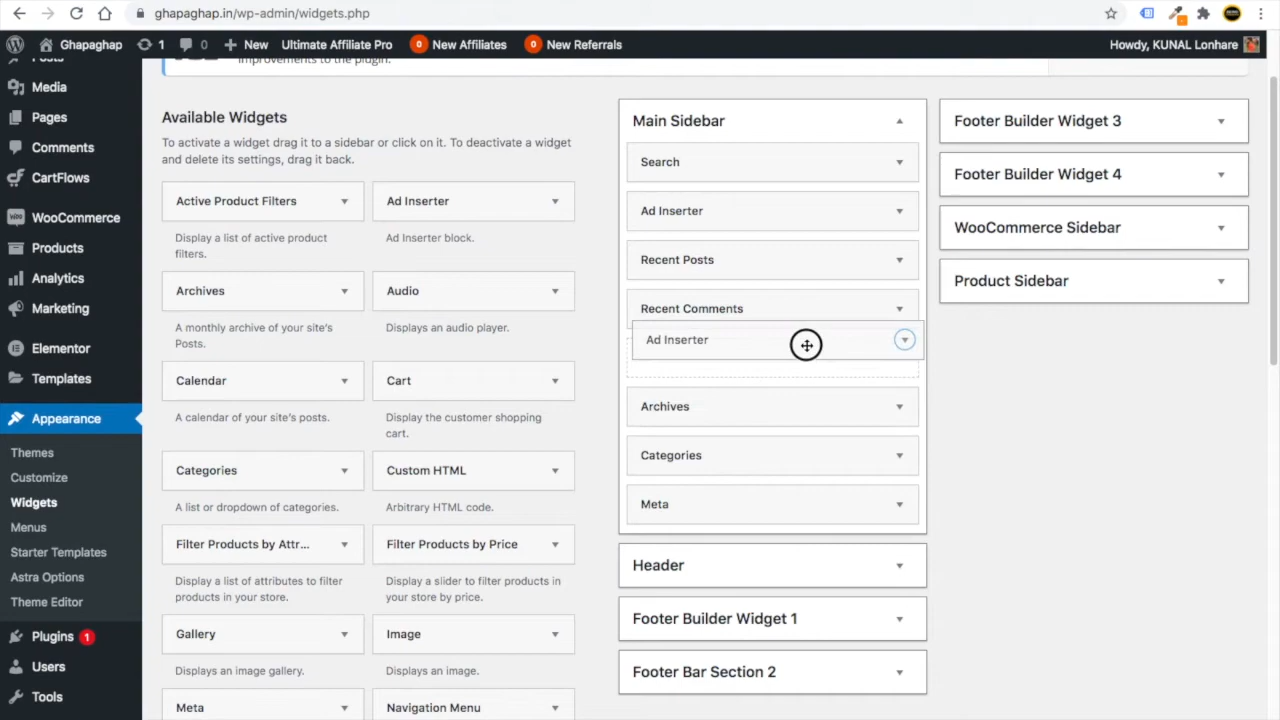 ghapaghap.in/wp-admin/widgets.php
Ghapaghap 1 0 New Ultimate Affiliate Pro 0 New Affiliates 0 New Referrals Howdy, KUNAL Lonhare
Posts
Media
Pages
Comments
CartFlows
WooCommerce
Products
Analytics
Marketing
Elementor
Templates
Appearance
Themes
Customize
Widgets
Menus
Starter Templates
Astra Options
Theme Editor
Plugins 1
Users
Tools
improvements to the plugin.
Available Widgets
To activate a widget drag it to a sidebar or click on it. To deactivate a widget
and delete its settings, drag it back.
Active Product Filters
Display a list of active product
filters.
Ad Inserter
Ad Inserter block.
Archives
A monthly archive of your site's
Posts.
Audio
Displays an audio player.
Calendar
A calendar of your site's posts.
Cart
Display the customer shopping
cart.
Categories
A list or dropdown of categories.
Custom HTML
Arbitrary HTML code.
Filter Products by Attr...
Display a list of attributes to filter
products in your store.
Filter Products by Price
Display a slider to filter products in
your store by price.
Gallery
Displays an image gallery.
Image
Displays an image.
Meta
Navigation Menu
Main Sidebar
Search
Ad Inserter
Recent Posts
Recent Comments
Ad Inserter
Archives
Categories
Meta
Header
Footer Builder Widget 1
Footer Bar Section 2
Footer Builder Widget 3
Footer Builder Widget 4
WooCommerce Sidebar
Product Sidebar